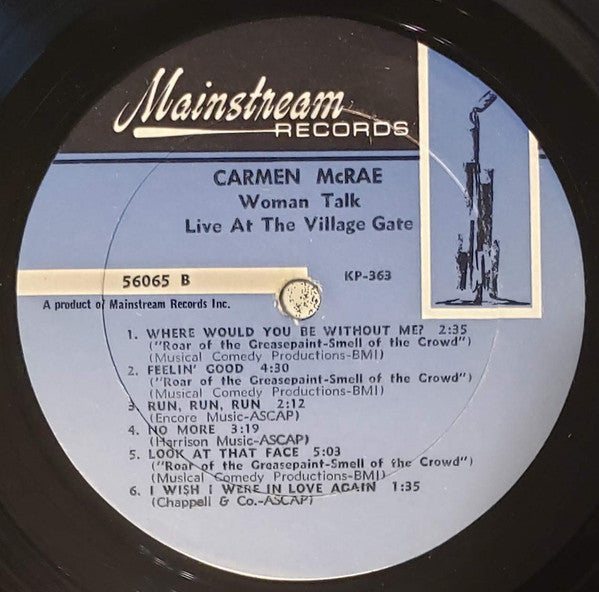 Mainstream
RECORDS
CARMEN McRAE
Woman Talk
Live At The Village Gate
56065 B
KP-363
A product of Mainstream Records Inc.
1. WHERE WOULD YOU BE WITHOUT ME? 2:35
("Roar of the Greasepaint-Smell of the Crowd")
(Musical Comedy Productions-BMI)
2. FEELIN' GOOD 4:30
("Roar of the Greasepaint-Smell of the Crowd")
(Musical Comedy Productions-BMI)
3. RUN, RUN, RUN 2:12
(Encore Music-ASCAP)
4. NO MORE 3:19
(Harrison Music-ASCAP)
5. LOOK AT THAT FACE 5:03
("Roar of the Greasepaint-Smell of the Crowd")
(Musical Comedy Productions-BMI)
6. I WISH I WERE IN LOVE AGAIN 1:35
(Chappell & Co.-ASCAP)